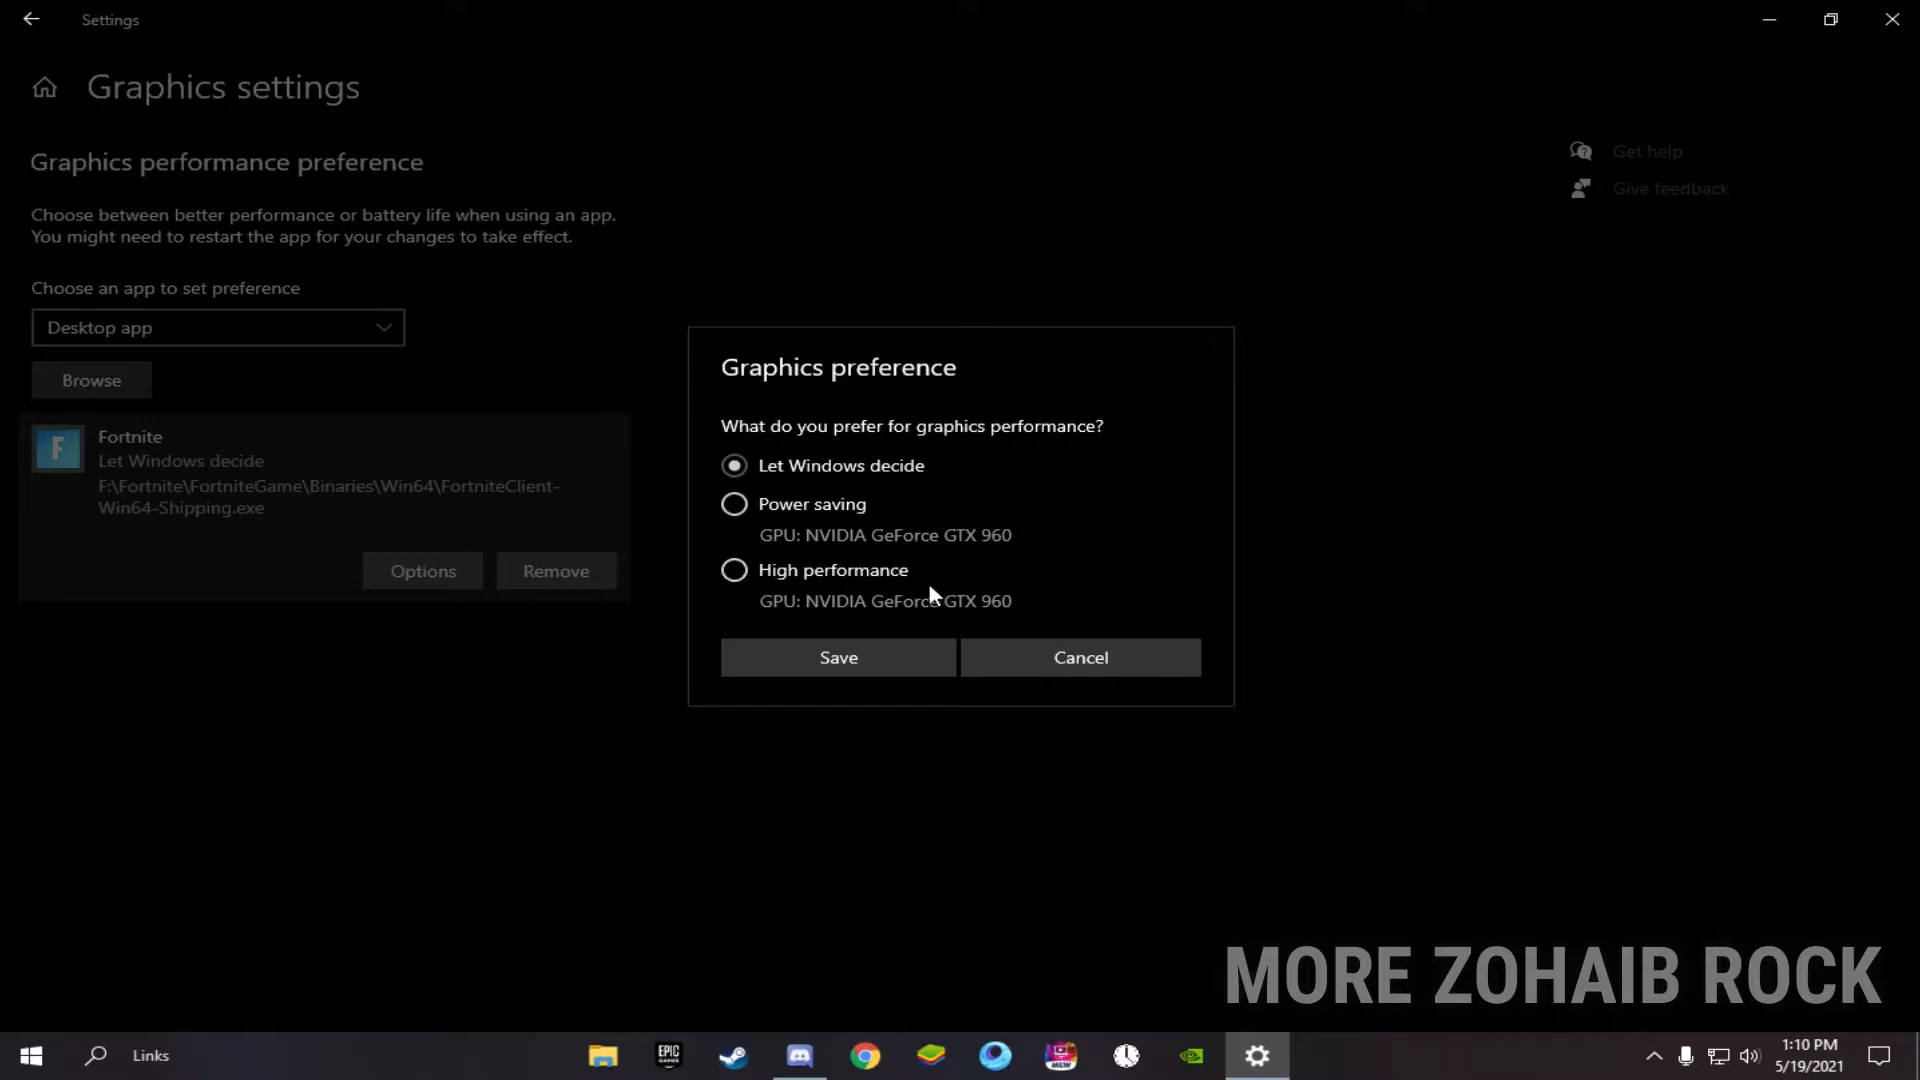 Settings
Graphics settings
Graphics performance preference
Choose between better performance or battery life when using an app.
You might need to restart the app for your changes to take effect.
Choose an app to set preference
Desktop app
Browse
F
Fortnite
Let Windows decide
F:\Fortnite\FortniteGame\Binaries\Win64\FortniteClient-
Win64-Shipping.exe
Options
Remove
Get help
Give feedback
Graphics preference
What do you prefer for graphics performance?
Let Windows decide
Power saving
GPU: NVIDIA GeForce GTX 960
High performance
GPU: NVIDIA GeForce GTX 960
Save
Cancel
MORE ZOHAIB ROCK
Links
EPIC
GAMES
MEW
1:10 PM
5/19/2021